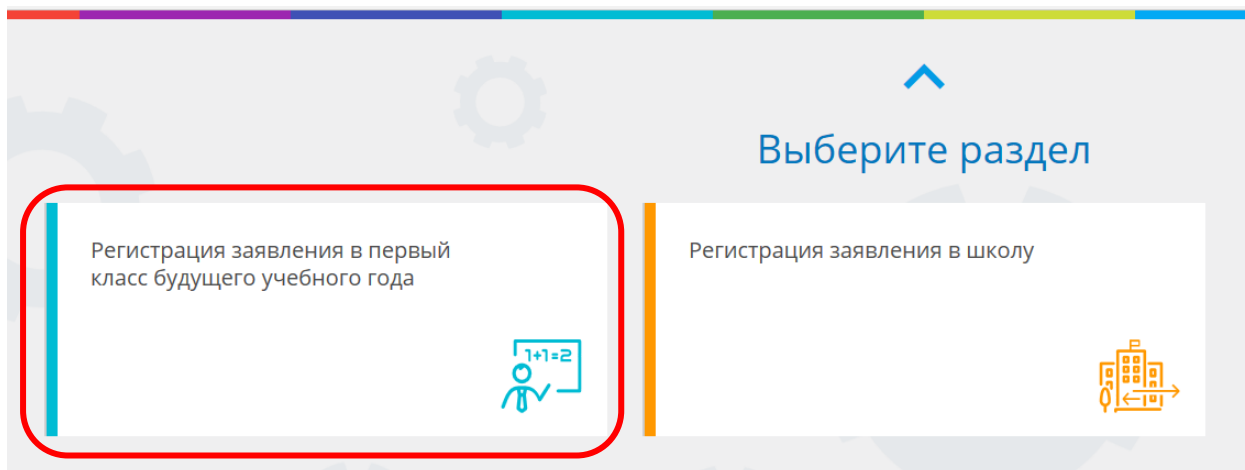 Выберите раздел
Регистрация заявления в первый
класс будущего учебного года
1+1=2
Регистрация заявления в школу